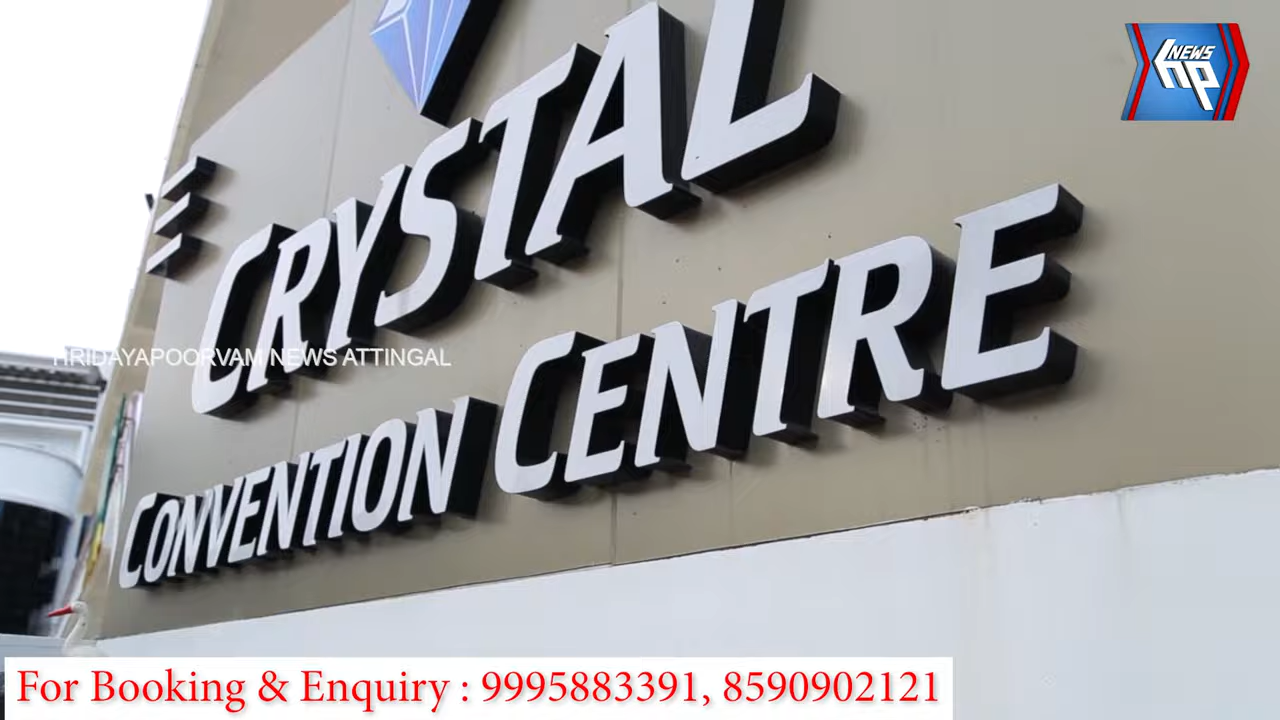 NEWS
hp
CRYSTAL
HRIDAYAPOORVAM NEWS ATTINGAL
CONVENTION CENTRE
For Booking & Enquiry : 9995883391, 8590902121